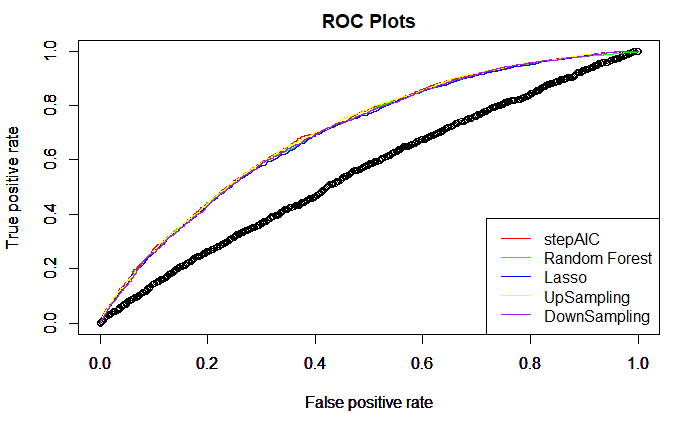 ROC Plots
True positive rate
1.0
0.8
0.6
0.4
0.2
0.0
stepAIC
Random Forest
Lasso
UpSampling
DownSampling
0.0 0.2 0.4 0.6 0.8 1.0
False positive rate